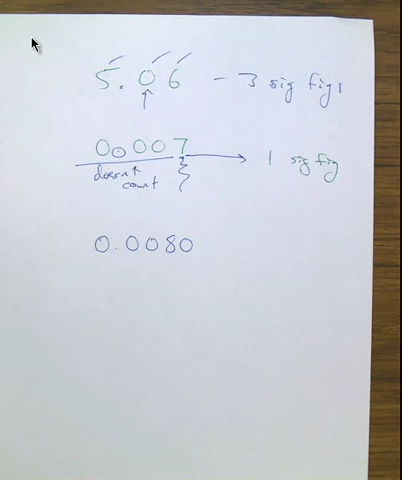 5.06 - 3 sig figs
0.0007 1 sig fig
doesn't
count
0.0080